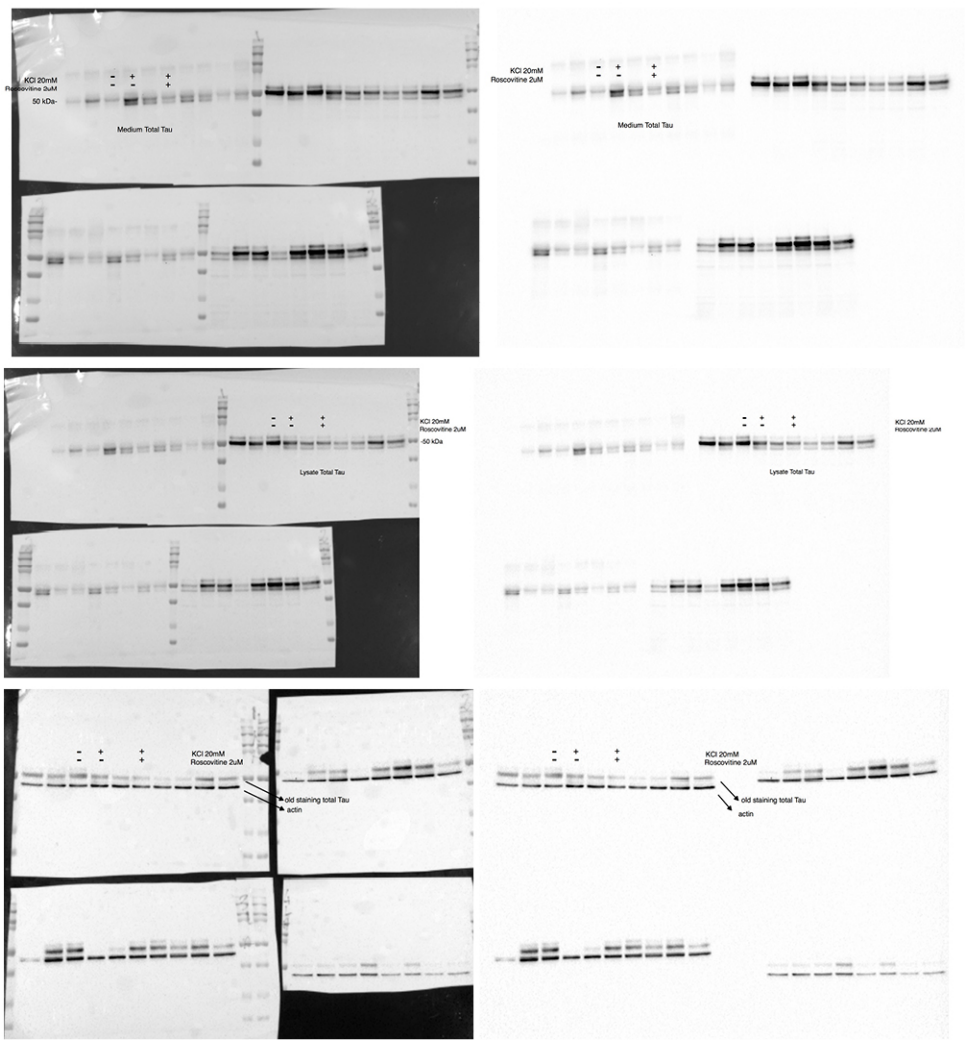 - + +
KCl 20mM
- - +
Roscovitine 2uM
50 kDa-
Medium Total Tau
- + +
KCl 20mM
- - +
Roscovitine 2uM
Medium Total Tau
- + +
KCl 20mM
- - +
Roscovitine 2uM
-50 kDa
Lysate Total Tau
- + +
KCl 20mM
- - +
Roscovitine 2uM
Lysate Total Tau
- + +
KCl 20mM
- - +
Roscovitine 2uM
old staining total Tau
actin
- + +
KCl 20mM
- - +
Roscovitine 2uM
old staining total Tau
actin